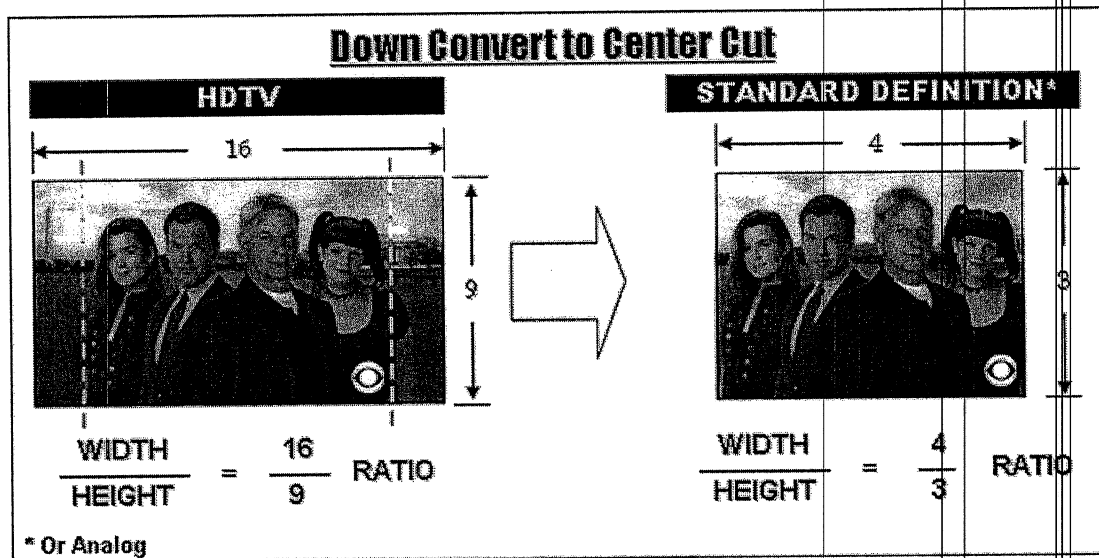 Down Convert to Center Cut
HDTV
16
9
WIDTH
HEIGHT
=
16
9
RATIO
STANDARD DEFINITION*
4
3
WIDTH
HEIGHT
=
4
3
RATIO
* Or Analog